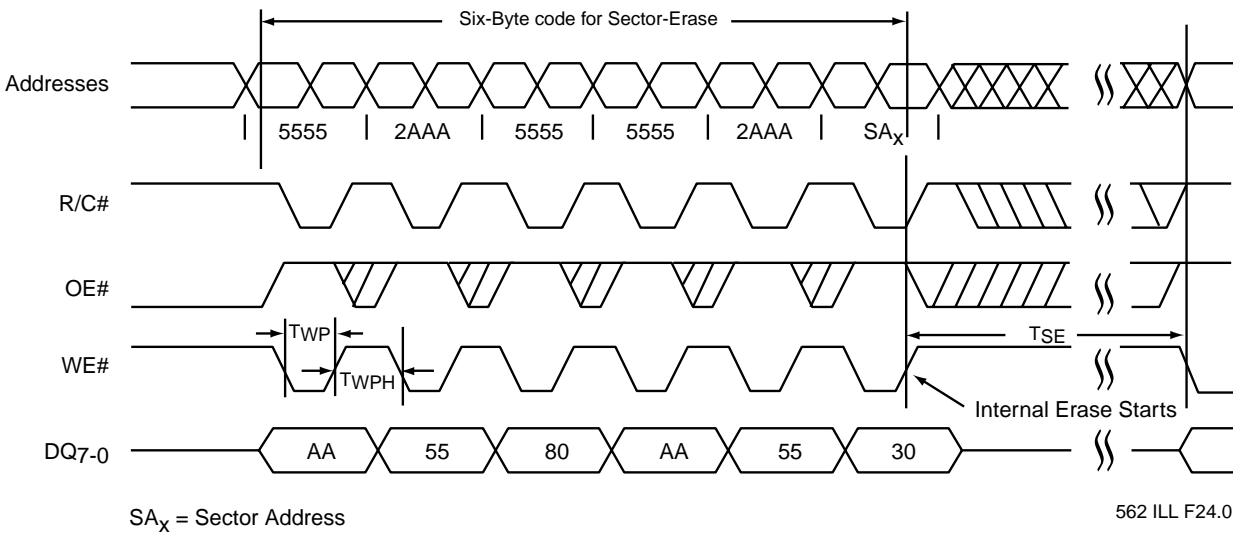 Six-Byte code for Sector-Erase
Addresses
5555 2AAA 5555 5555 2AAA SAX
R/C#
OE#
TWP
TSE
WE#
TWPH
Internal Erase Starts
DQ7-0 AA 55 80 AA 55 30
SAX = Sector Address
562 ILL F24.0